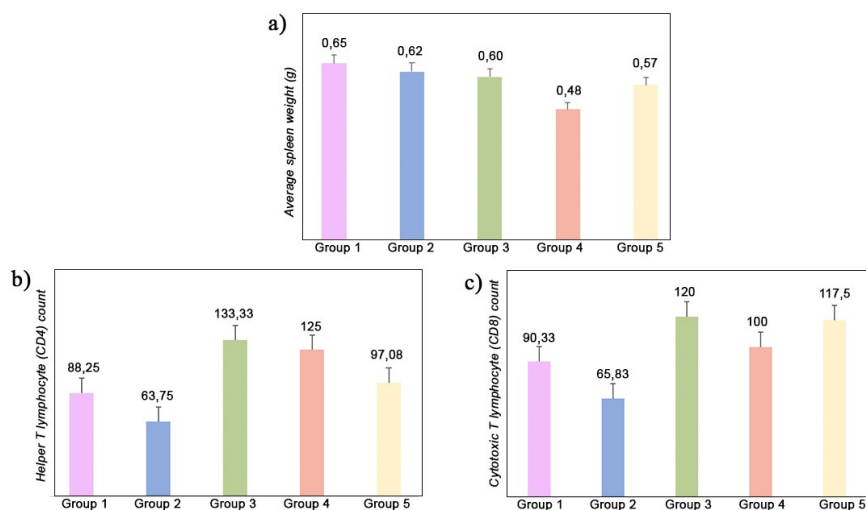 a)
Average spleen weight (g)
0,65
0,62
0,60
0,48
0,57
Group 1 Group 2 Group 3 Group 4 Group 5
b)
Helper T lymphocyte (CD4) count
88,25
63,75
133,33
125
97,08
Group 1 Group 2 Group 3 Group 4 Group 5
c)
Cytotoxic T lymphocyte (CD8) count
90,33
65,83
120
100
117,5
Group 1 Group 2 Group 3 Group 4 Group 5